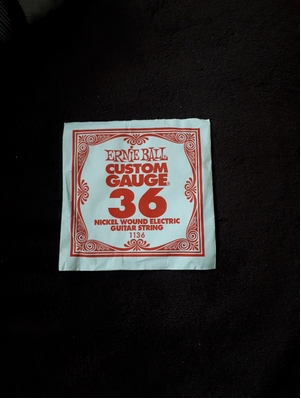 ERNIE BALL
CUSTOM
GAUGE®
36
NICKEL WOUND ELECTRIC
GUITAR STRING
1136